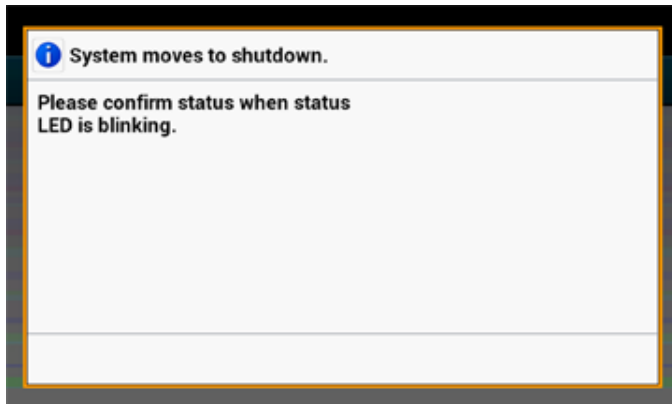 System moves to shutdown.
Please confirm status when status
LED is blinking.